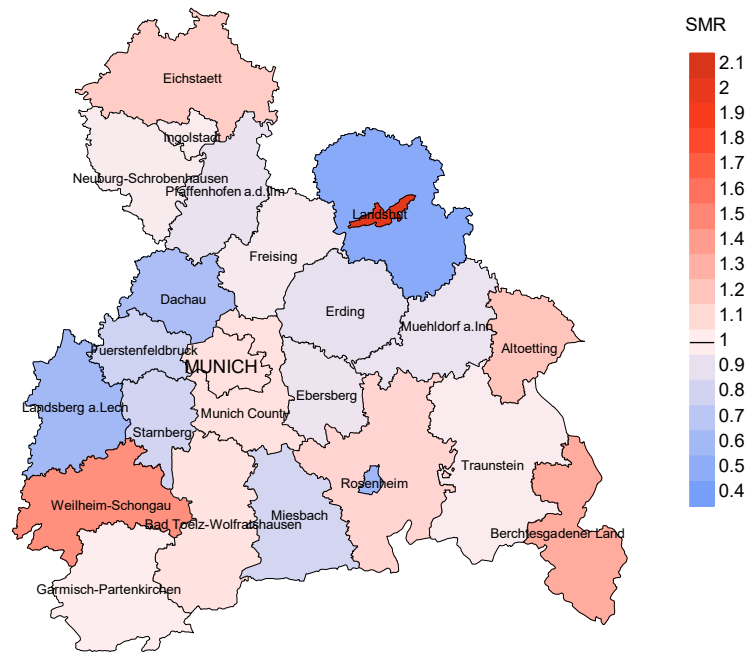 SMR
2.1
2
1.9
1.8
1.7
1.6
1.5
1.4
1.3
1.2
1.1
1
0.9
0.8
0.7
0.6
0.5
0.4
Eichstaett
Ingolstadt
Neuburg-Schrobenhausen
Pfaffenhofen a.d.Ilm
Landshut
Freising
Dachau
Erding
Muehldorf a.Inn
Altoetting
Fuerstenfeldbruck
MUNICH
Ebersberg
Landsberg a.Lech
Munich County
Starnberg
Traunstein
Rosenheim
Weilheim-Schongau
Miesbach
Bad Toelz-Wolfratshausen
Berchtesgadener Land
Garmisch-Partenkirchen